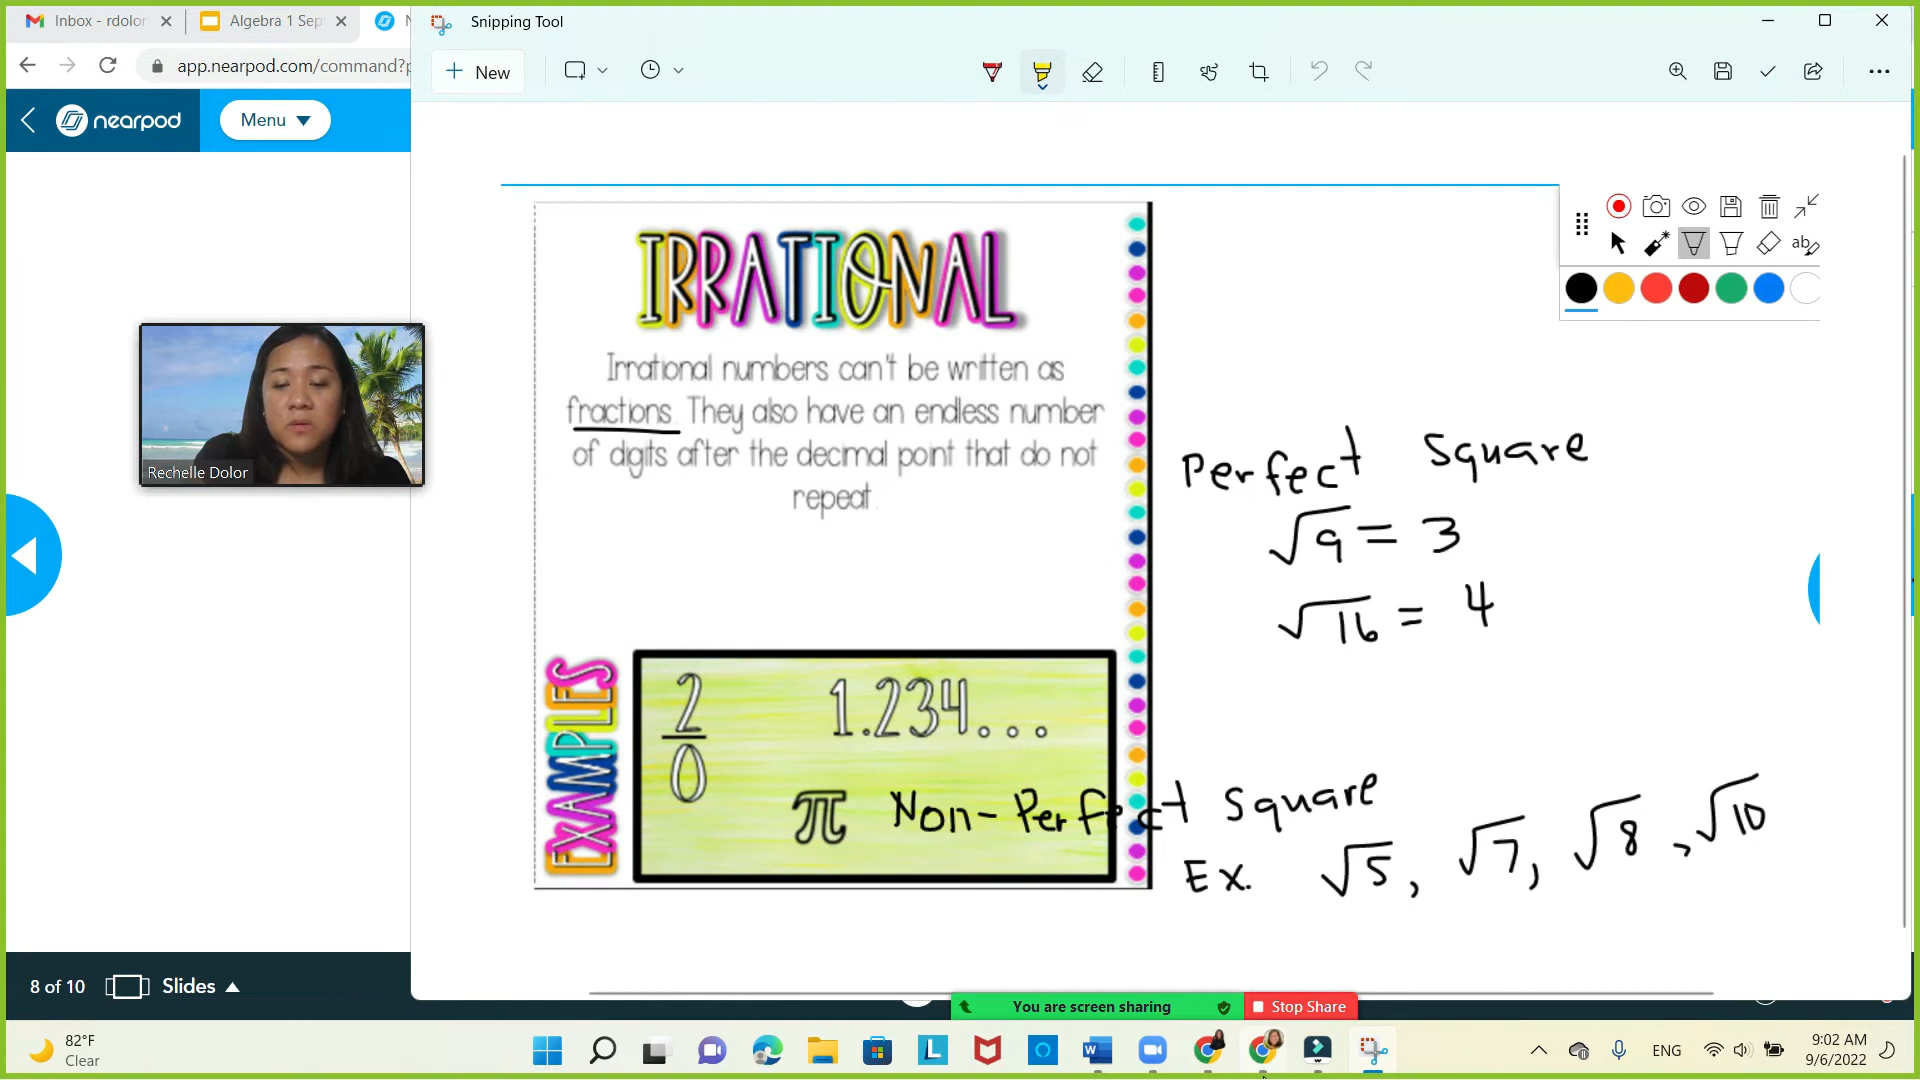 Inbox - rdolor
Algebra 1 Sep
Snipping Tool
app.nearpod.com/command?p
New
nearpod
Menu
IRRATIONAL
Irrational numbers can't be written as
fractions. They also have an endless number
of digits after the decimal point that do not
repeat.
Rechelle Dolor
Perfect Square
√9 = 3
√16 = 4
EXAMPLES
2/0
1.234...
π
Non-Perfect Square
Ex. √5, √7, √8, √10
ab
8 of 10
Slides
You are screen sharing
Stop Share
82°F
Clear
ENG
9:02 AM
9/6/2022